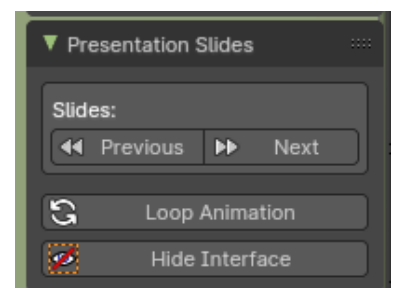 Presentation Slides
Slides:
Previous Next
Loop Animation
Hide Interface